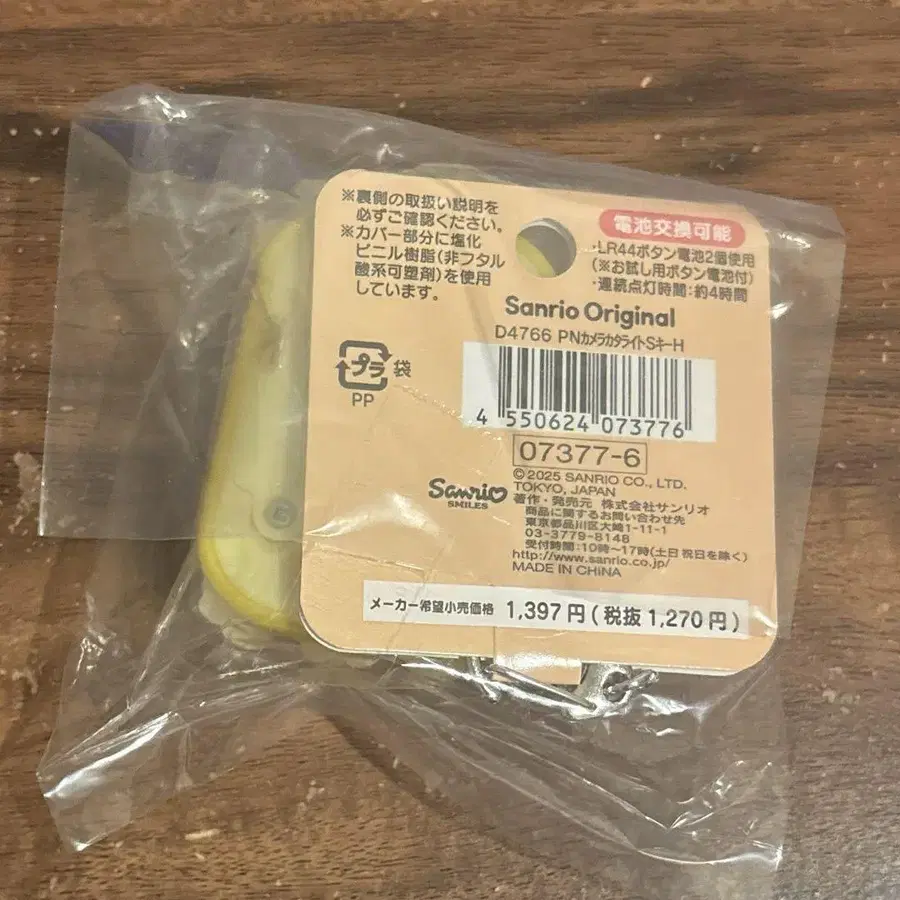 ※裏側の取扱い説明を
必ずご確認ください。
※カバー部分に塩化
ビニル樹脂(非フタル
酸系可塑剤)を使用
しています。
電池交換可能
・LR44ボタン電池2個使用
(※お試し用ボタン電池付)
・連続点灯時間:約4時間
Sanrio Original
D4766 PNカメラカタライトSキーH
プラ 袋
PP
4 550624 073776
07377-6
©2025 SANRIO CO., LTD.
TOKYO, JAPAN
Sanrio
SMILES
著作・発売元 株式会社サンリオ
商品に関するお問い合わせ先
東京都品川区大崎1-11-1
03-3779-8148
受付時間:10時〜17時(土日祝日を除く)
http://www.sanrio.co.jp/
MADE IN CHINA
メーカー希望小売価格 1,397円(税抜1,270円)